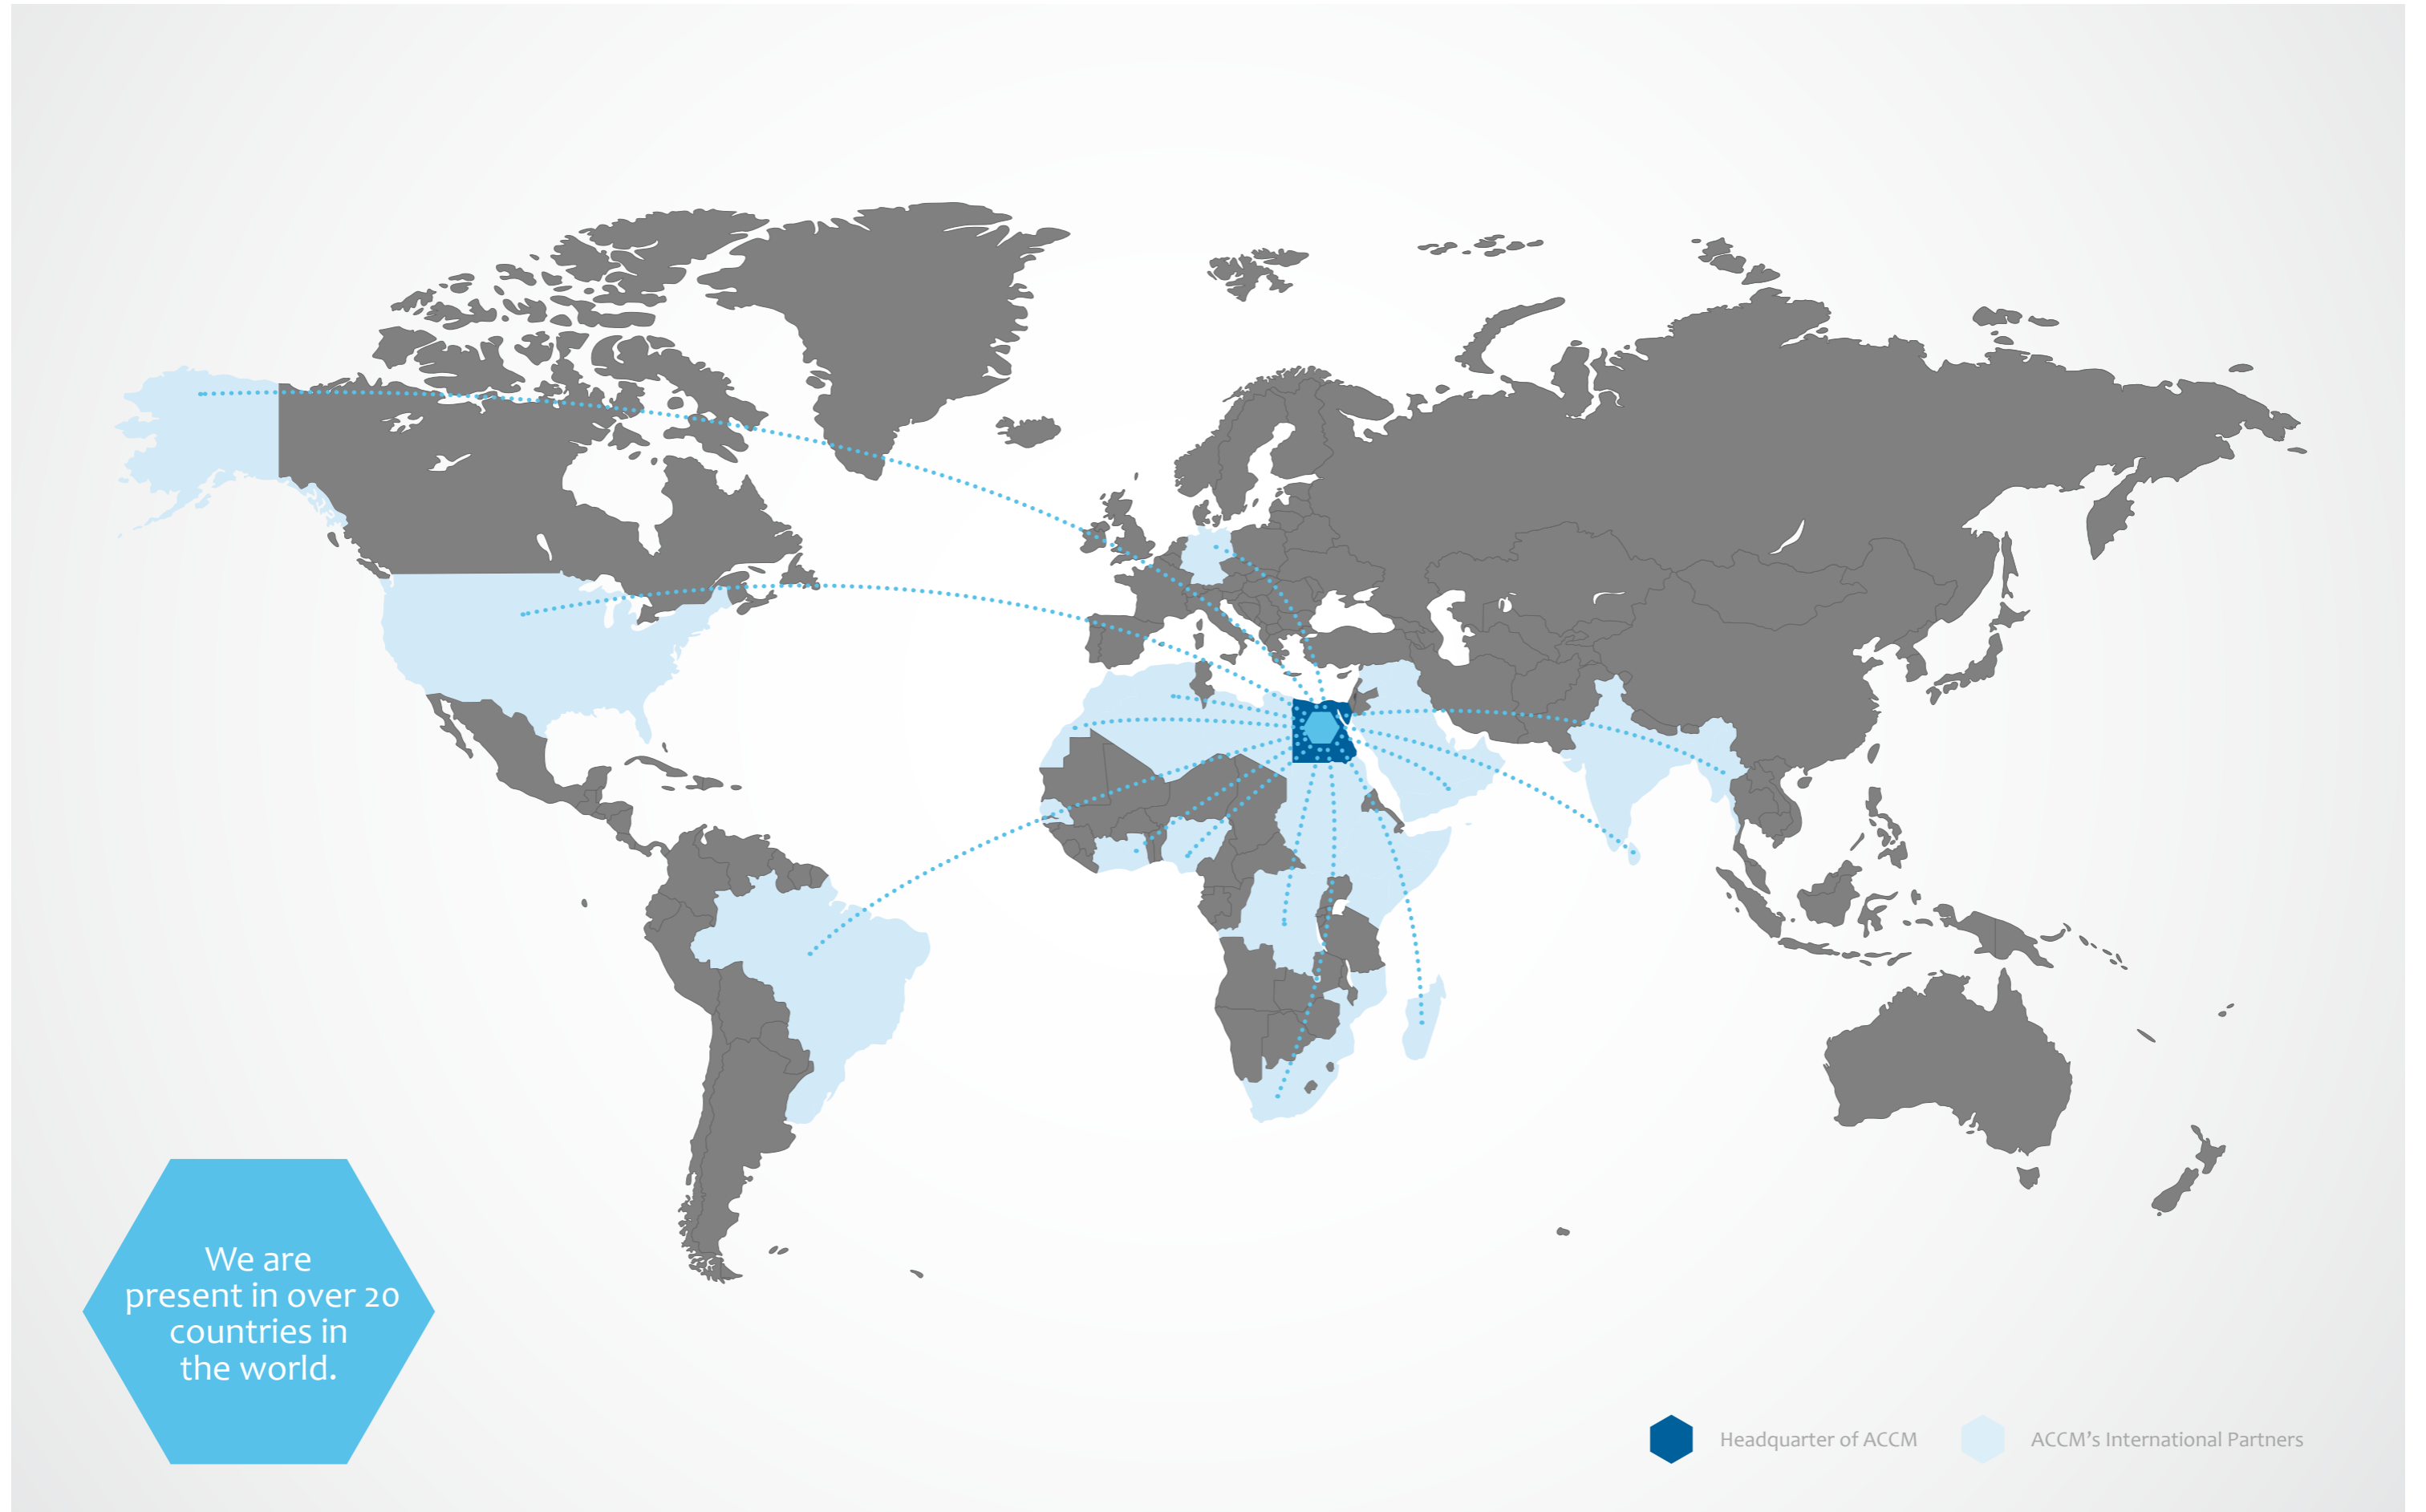 We are
present in over 20
countries in
the world.
Headquarter of ACCM
ACCM's International Partners